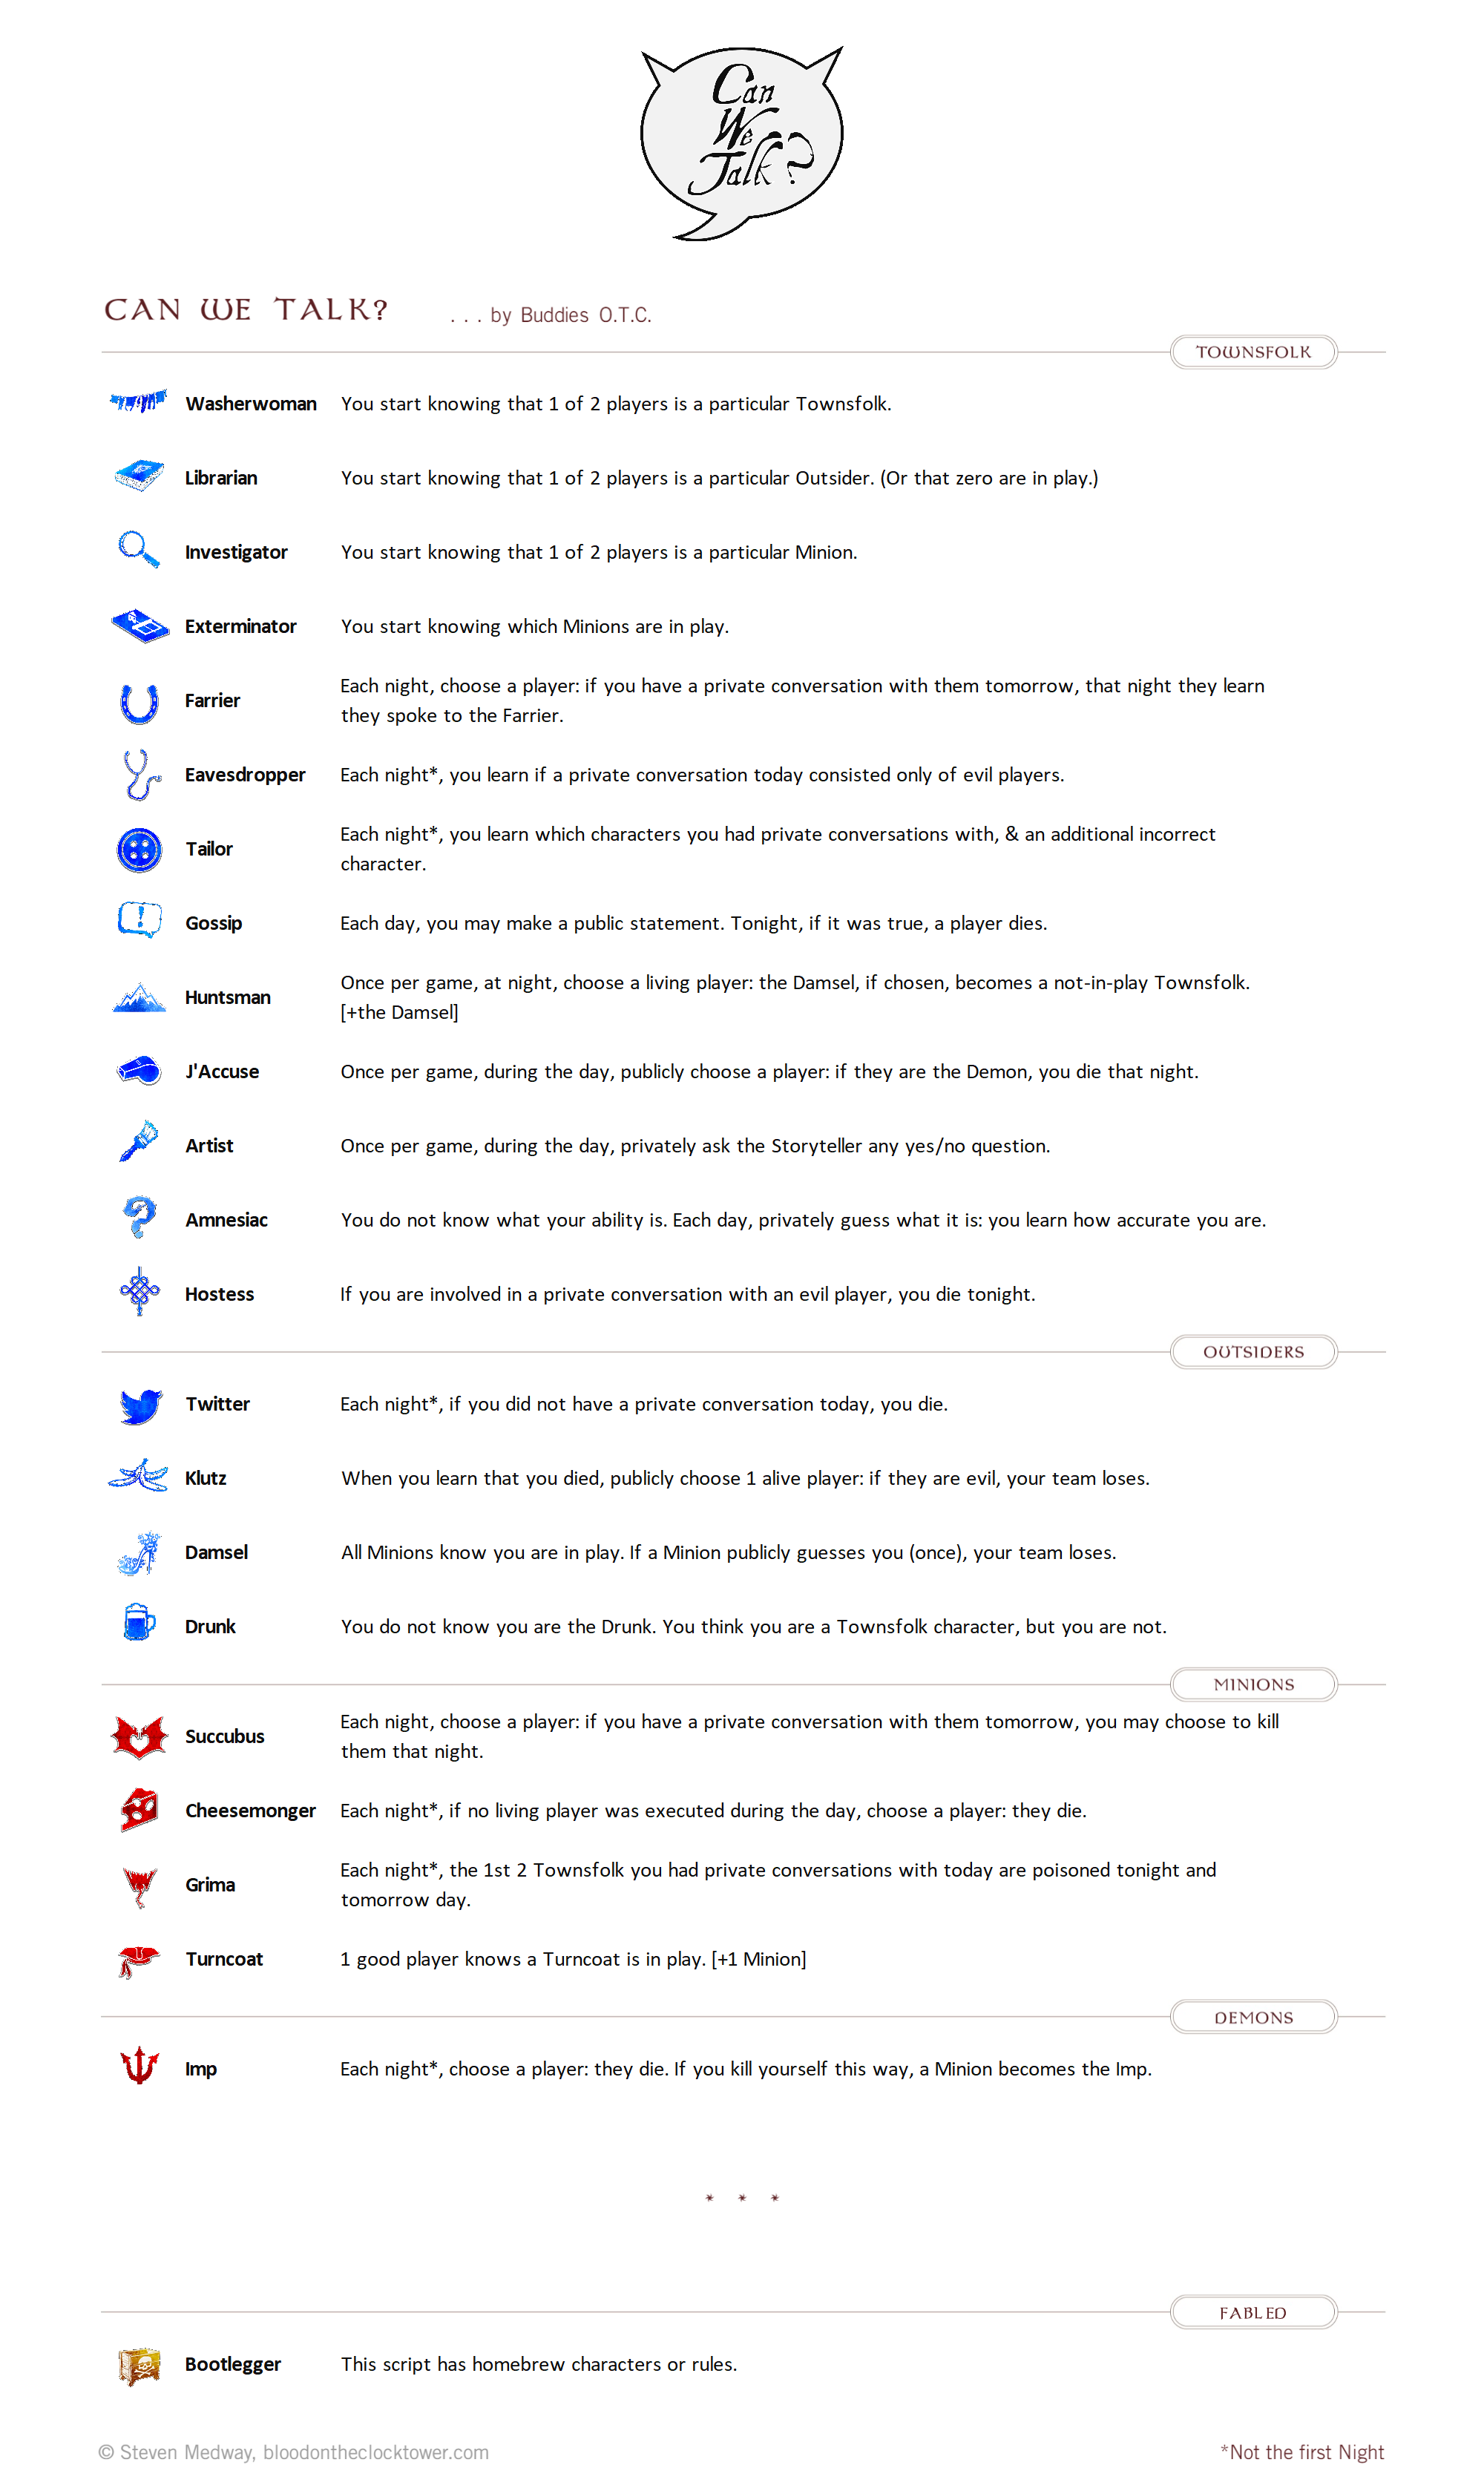 Can
We
Talk?
CAN WE TALK? . . . by Buddies O.T.C.
TOWNSFOLK
Washerwoman You start knowing that 1 of 2 players is a particular Townsfolk.
Librarian You start knowing that 1 of 2 players is a particular Outsider. (Or that zero are in play.)
Investigator You start knowing that 1 of 2 players is a particular Minion.
Exterminator You start knowing which Minions are in play.
Farrier Each night, choose a player: if you have a private conversation with them tomorrow, that night they learn
they spoke to the Farrier.
Eavesdropper Each night*, you learn if a private conversation today consisted only of evil players.
Tailor Each night*, you learn which characters you had private conversations with, & an additional incorrect
character.
Gossip Each day, you may make a public statement. Tonight, if it was true, a player dies.
Huntsman Once per game, at night, choose a living player: the Damsel, if chosen, becomes a not-in-play Townsfolk.
[+the Damsel]
J'Accuse Once per game, during the day, publicly choose a player: if they are the Demon, you die that night.
Artist Once per game, during the day, privately ask the Storyteller any yes/no question.
Amnesiac You do not know what your ability is. Each day, privately guess what it is: you learn how accurate you are.
Hostess If you are involved in a private conversation with an evil player, you die tonight.
OUTSIDERS
Twitter Each night*, if you did not have a private conversation today, you die.
Klutz When you learn that you died, publicly choose 1 alive player: if they are evil, your team loses.
Damsel All Minions know you are in play. If a Minion publicly guesses you (once), your team loses.
Drunk You do not know you are the Drunk. You think you are a Townsfolk character, but you are not.
MINIONS
Succubus Each night, choose a player: if you have a private conversation with them tomorrow, you may choose to kill
them that night.
Cheesemonger Each night*, if no living player was executed during the day, choose a player: they die.
Grima Each night*, the 1st 2 Townsfolk you had private conversations with today are poisoned tonight and
tomorrow day.
Turncoat 1 good player knows a Turncoat is in play. [+1 Minion]
DEMONS
Imp Each night*, choose a player: they die. If you kill yourself this way, a Minion becomes the Imp.
* * *
FABLED
Bootlegger This script has homebrew characters or rules.
© Steven Medway, bloodontheclocktower.com *Not the first Night